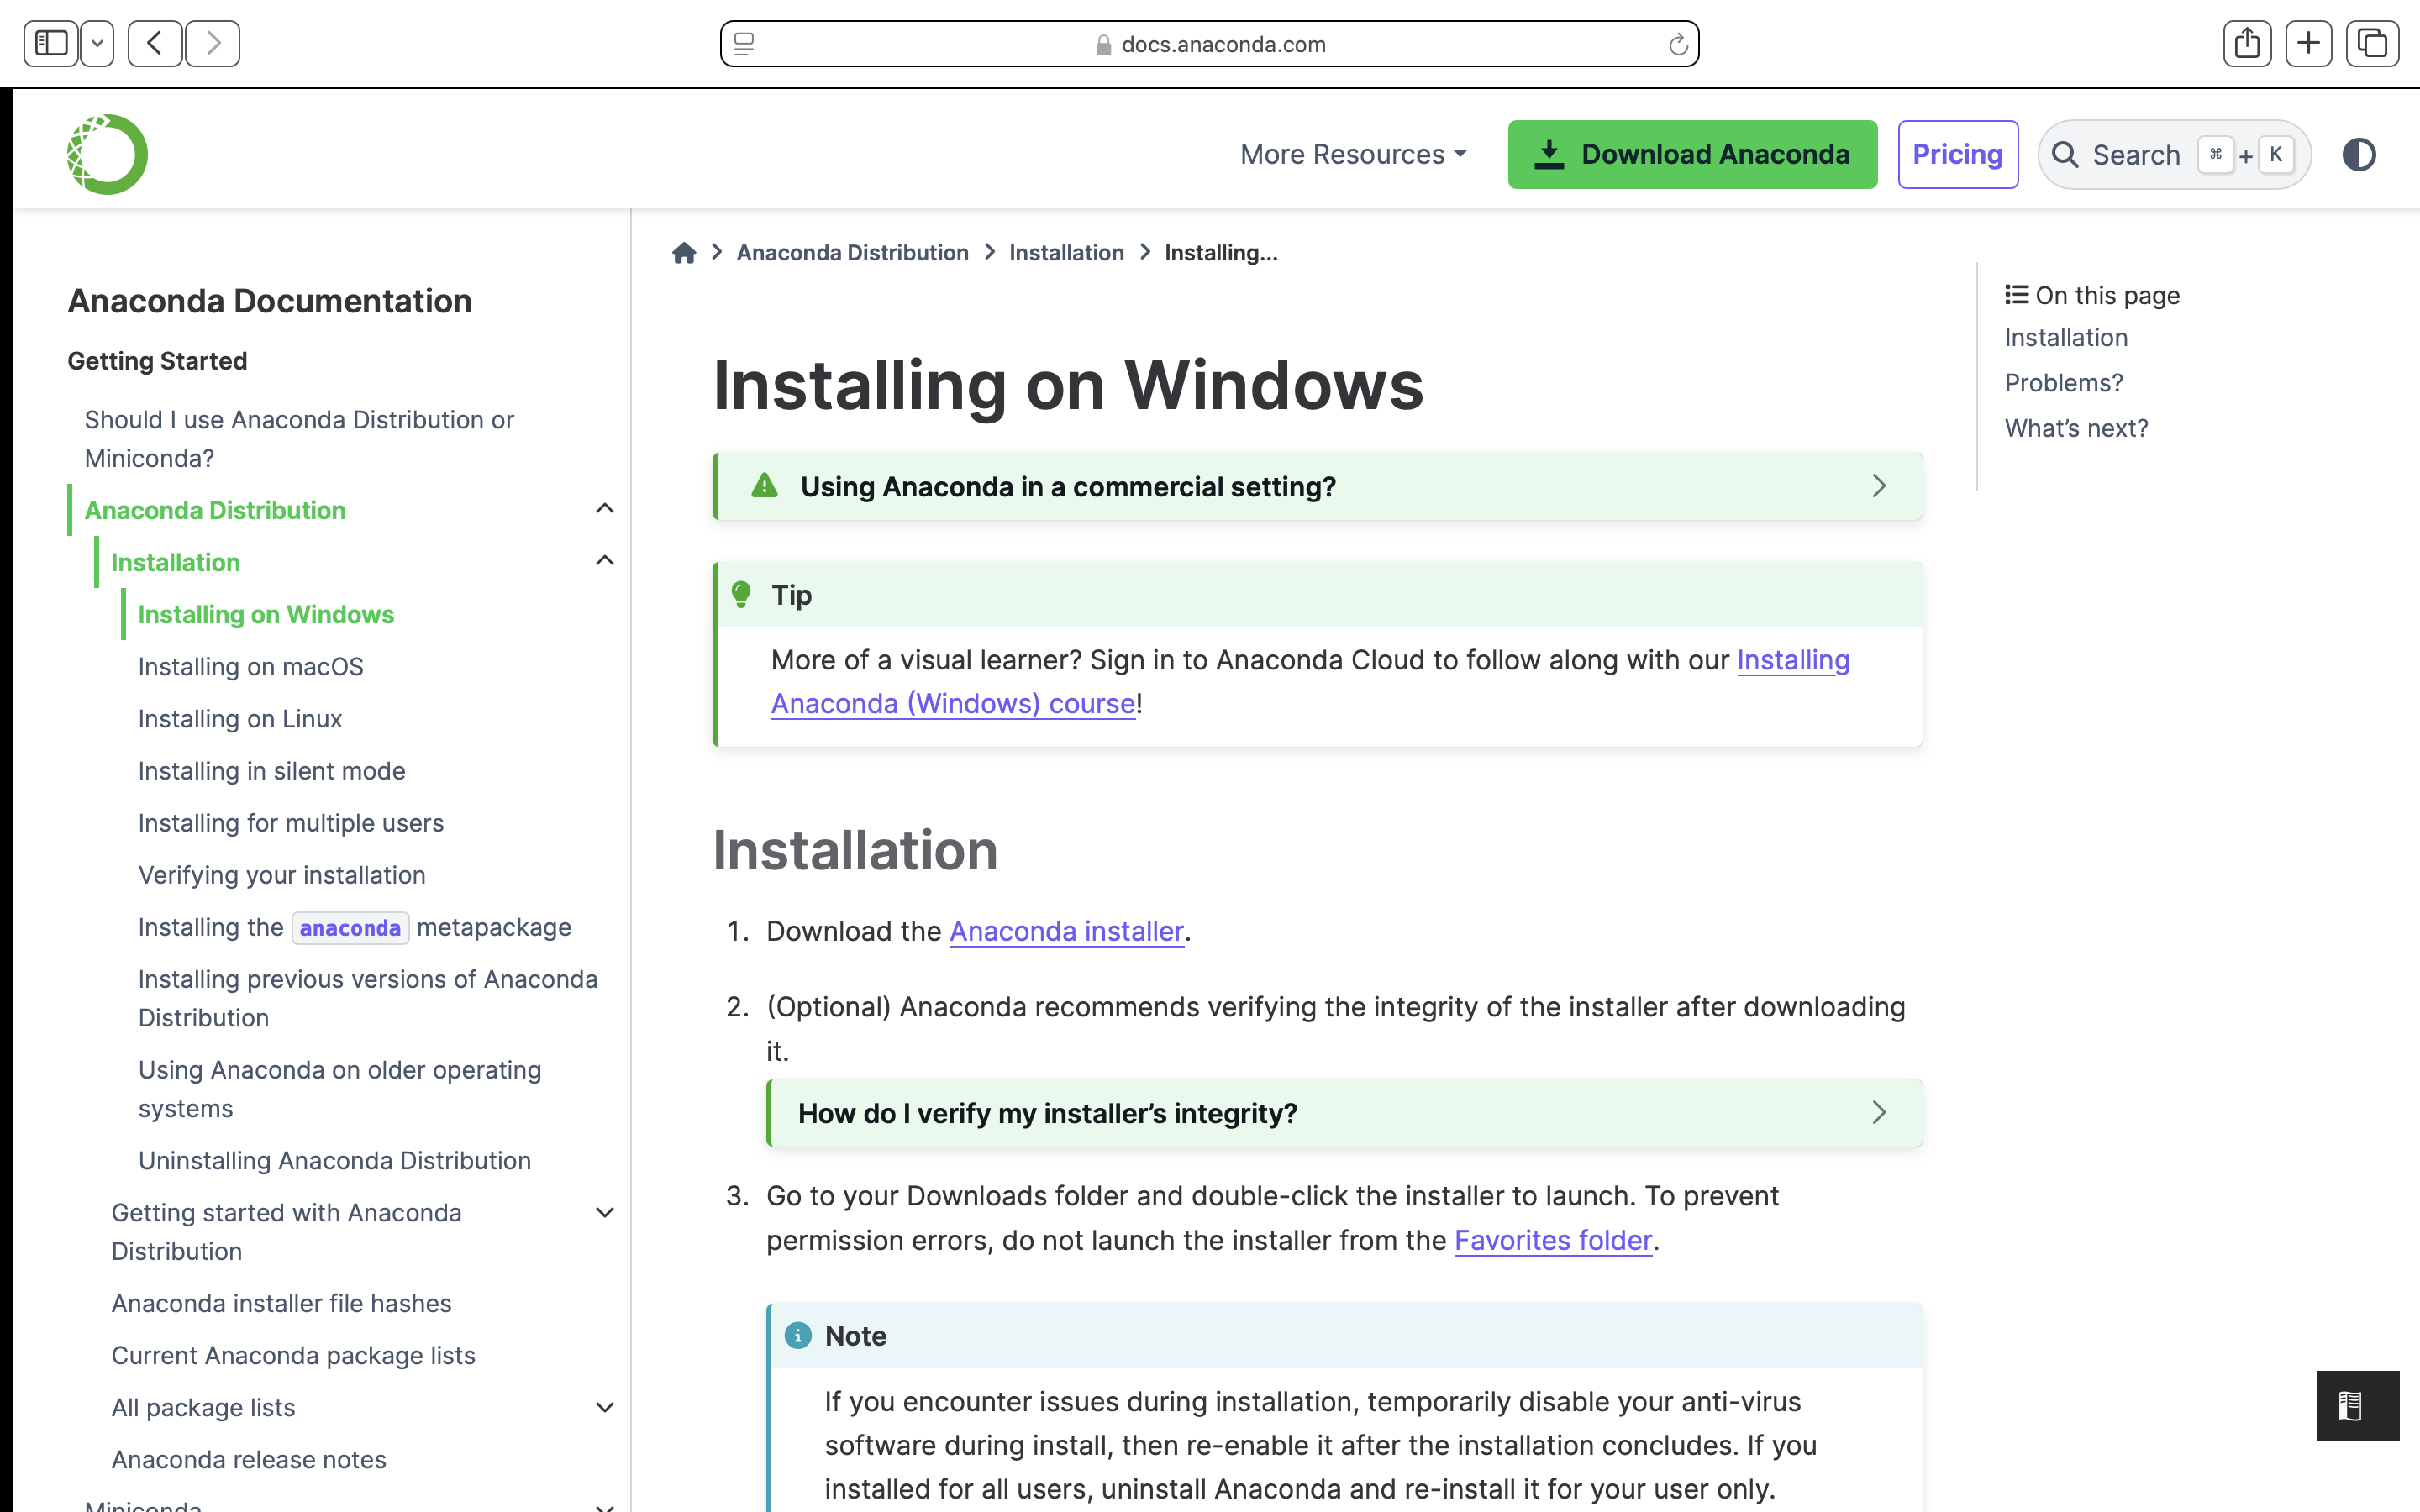 docs.anaconda.com
More Resources
Download Anaconda
Pricing
Search ⌘ + K
Anaconda Documentation
Getting Started
Should I use Anaconda Distribution or
Miniconda?
Anaconda Distribution
Installation
Installing on Windows
Installing on macOS
Installing on Linux
Installing in silent mode
Installing for multiple users
Verifying your installation
Installing the anaconda metapackage
Installing previous versions of Anaconda
Distribution
Using Anaconda on older operating
systems
Uninstalling Anaconda Distribution
Getting started with Anaconda
Distribution
Anaconda installer file hashes
Current Anaconda package lists
All package lists
Anaconda release notes
Miniconda
Anaconda Distribution > Installation > Installing...
Installing on Windows
Using Anaconda in a commercial setting?
Tip
More of a visual learner? Sign in to Anaconda Cloud to follow along with our Installing
Anaconda (Windows) course!
Installation
1. Download the Anaconda installer.
2. (Optional) Anaconda recommends verifying the integrity of the installer after downloading
it.
How do I verify my installer’s integrity?
3. Go to your Downloads folder and double-click the installer to launch. To prevent
permission errors, do not launch the installer from the Favorites folder.
Note
If you encounter issues during installation, temporarily disable your anti-virus
software during install, then re-enable it after the installation concludes. If you
installed for all users, uninstall Anaconda and re-install it for your user only.
On this page
Installation
Problems?
What’s next?